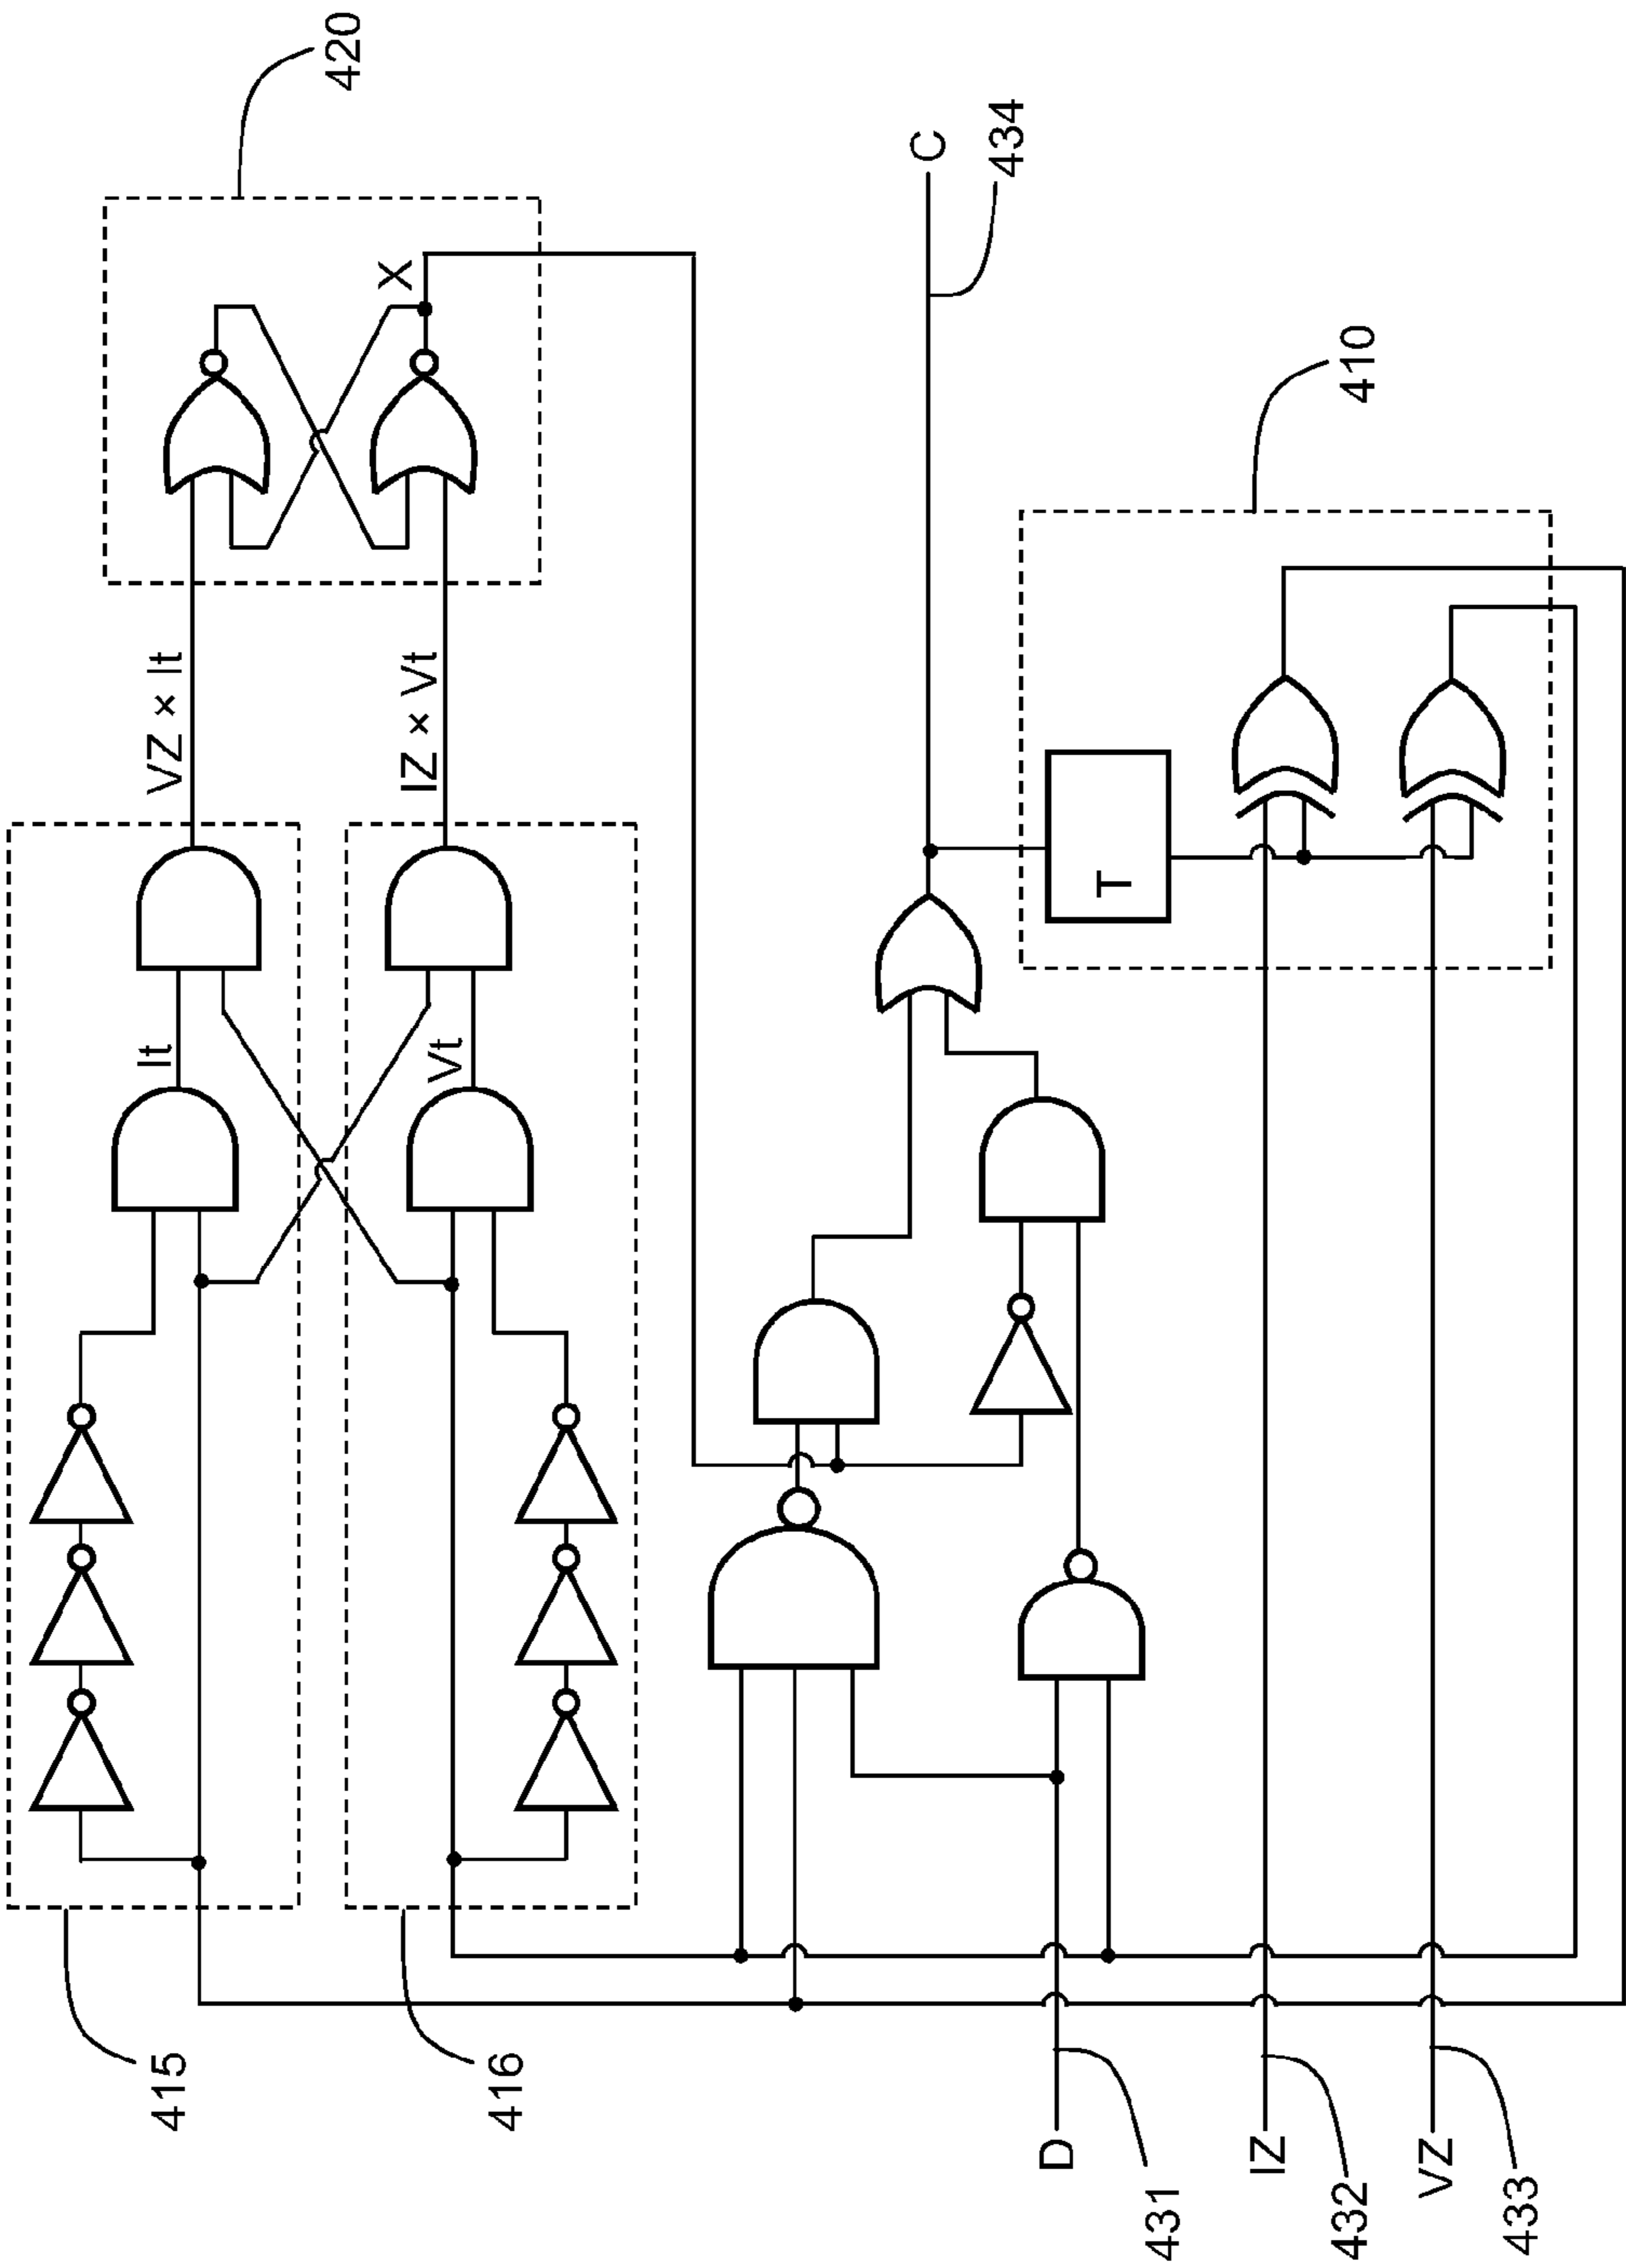 415
416
It
Vt
VZ × It
IZ × Vt
X
420
C
434
T
410
D
431
IZ
432
VZ
433